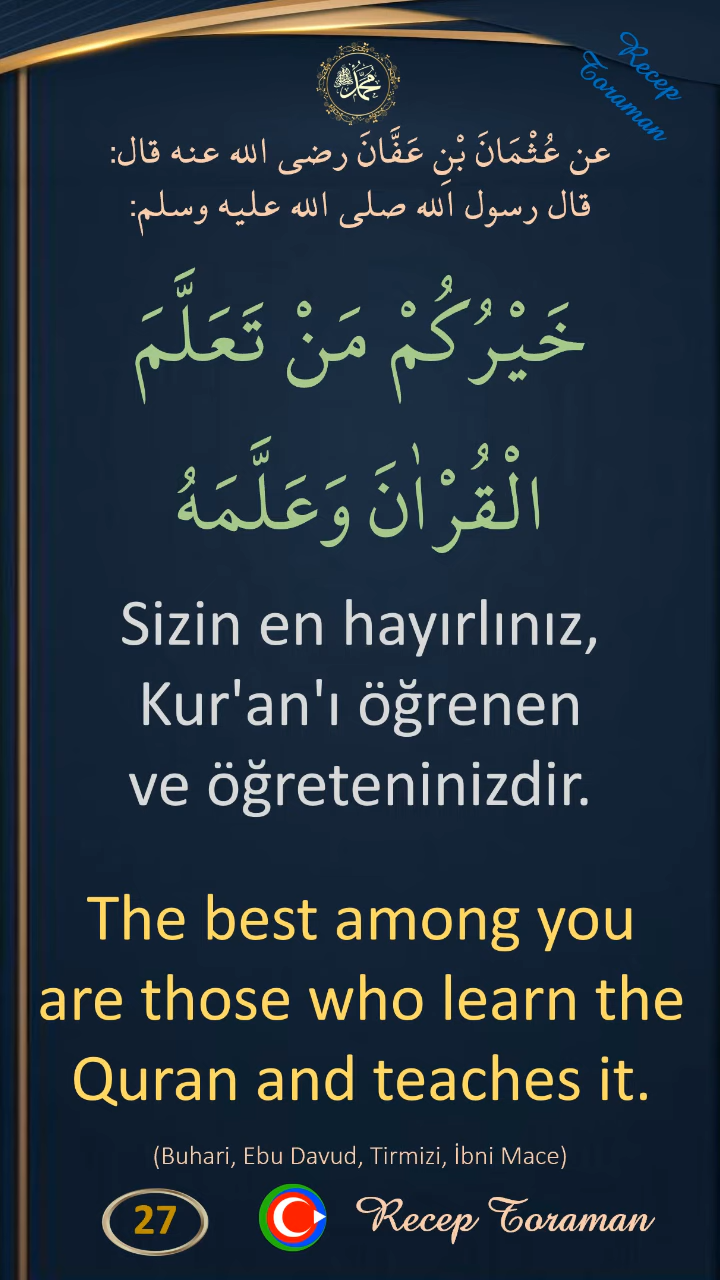 Recep
Toraman
محمد
عن عُثْمَانَ بْنِ عَفَّانَ رضى الله عنه قال:
قال رسول الله صلى الله عليه وسلم:
خَيْرُكُمْ مَنْ تَعَلَّمَ
الْقُرْاٰنَ وَعَلَّمَهُ
Sizin en hayırlınız,
Kur'an'ı öğrenen
ve öğreteninizdir.
The best among you
are those who learn the
Quran and teaches it.
(Buhari, Ebu Davud, Tirmizi, İbni Mace)
27
Recep Toraman